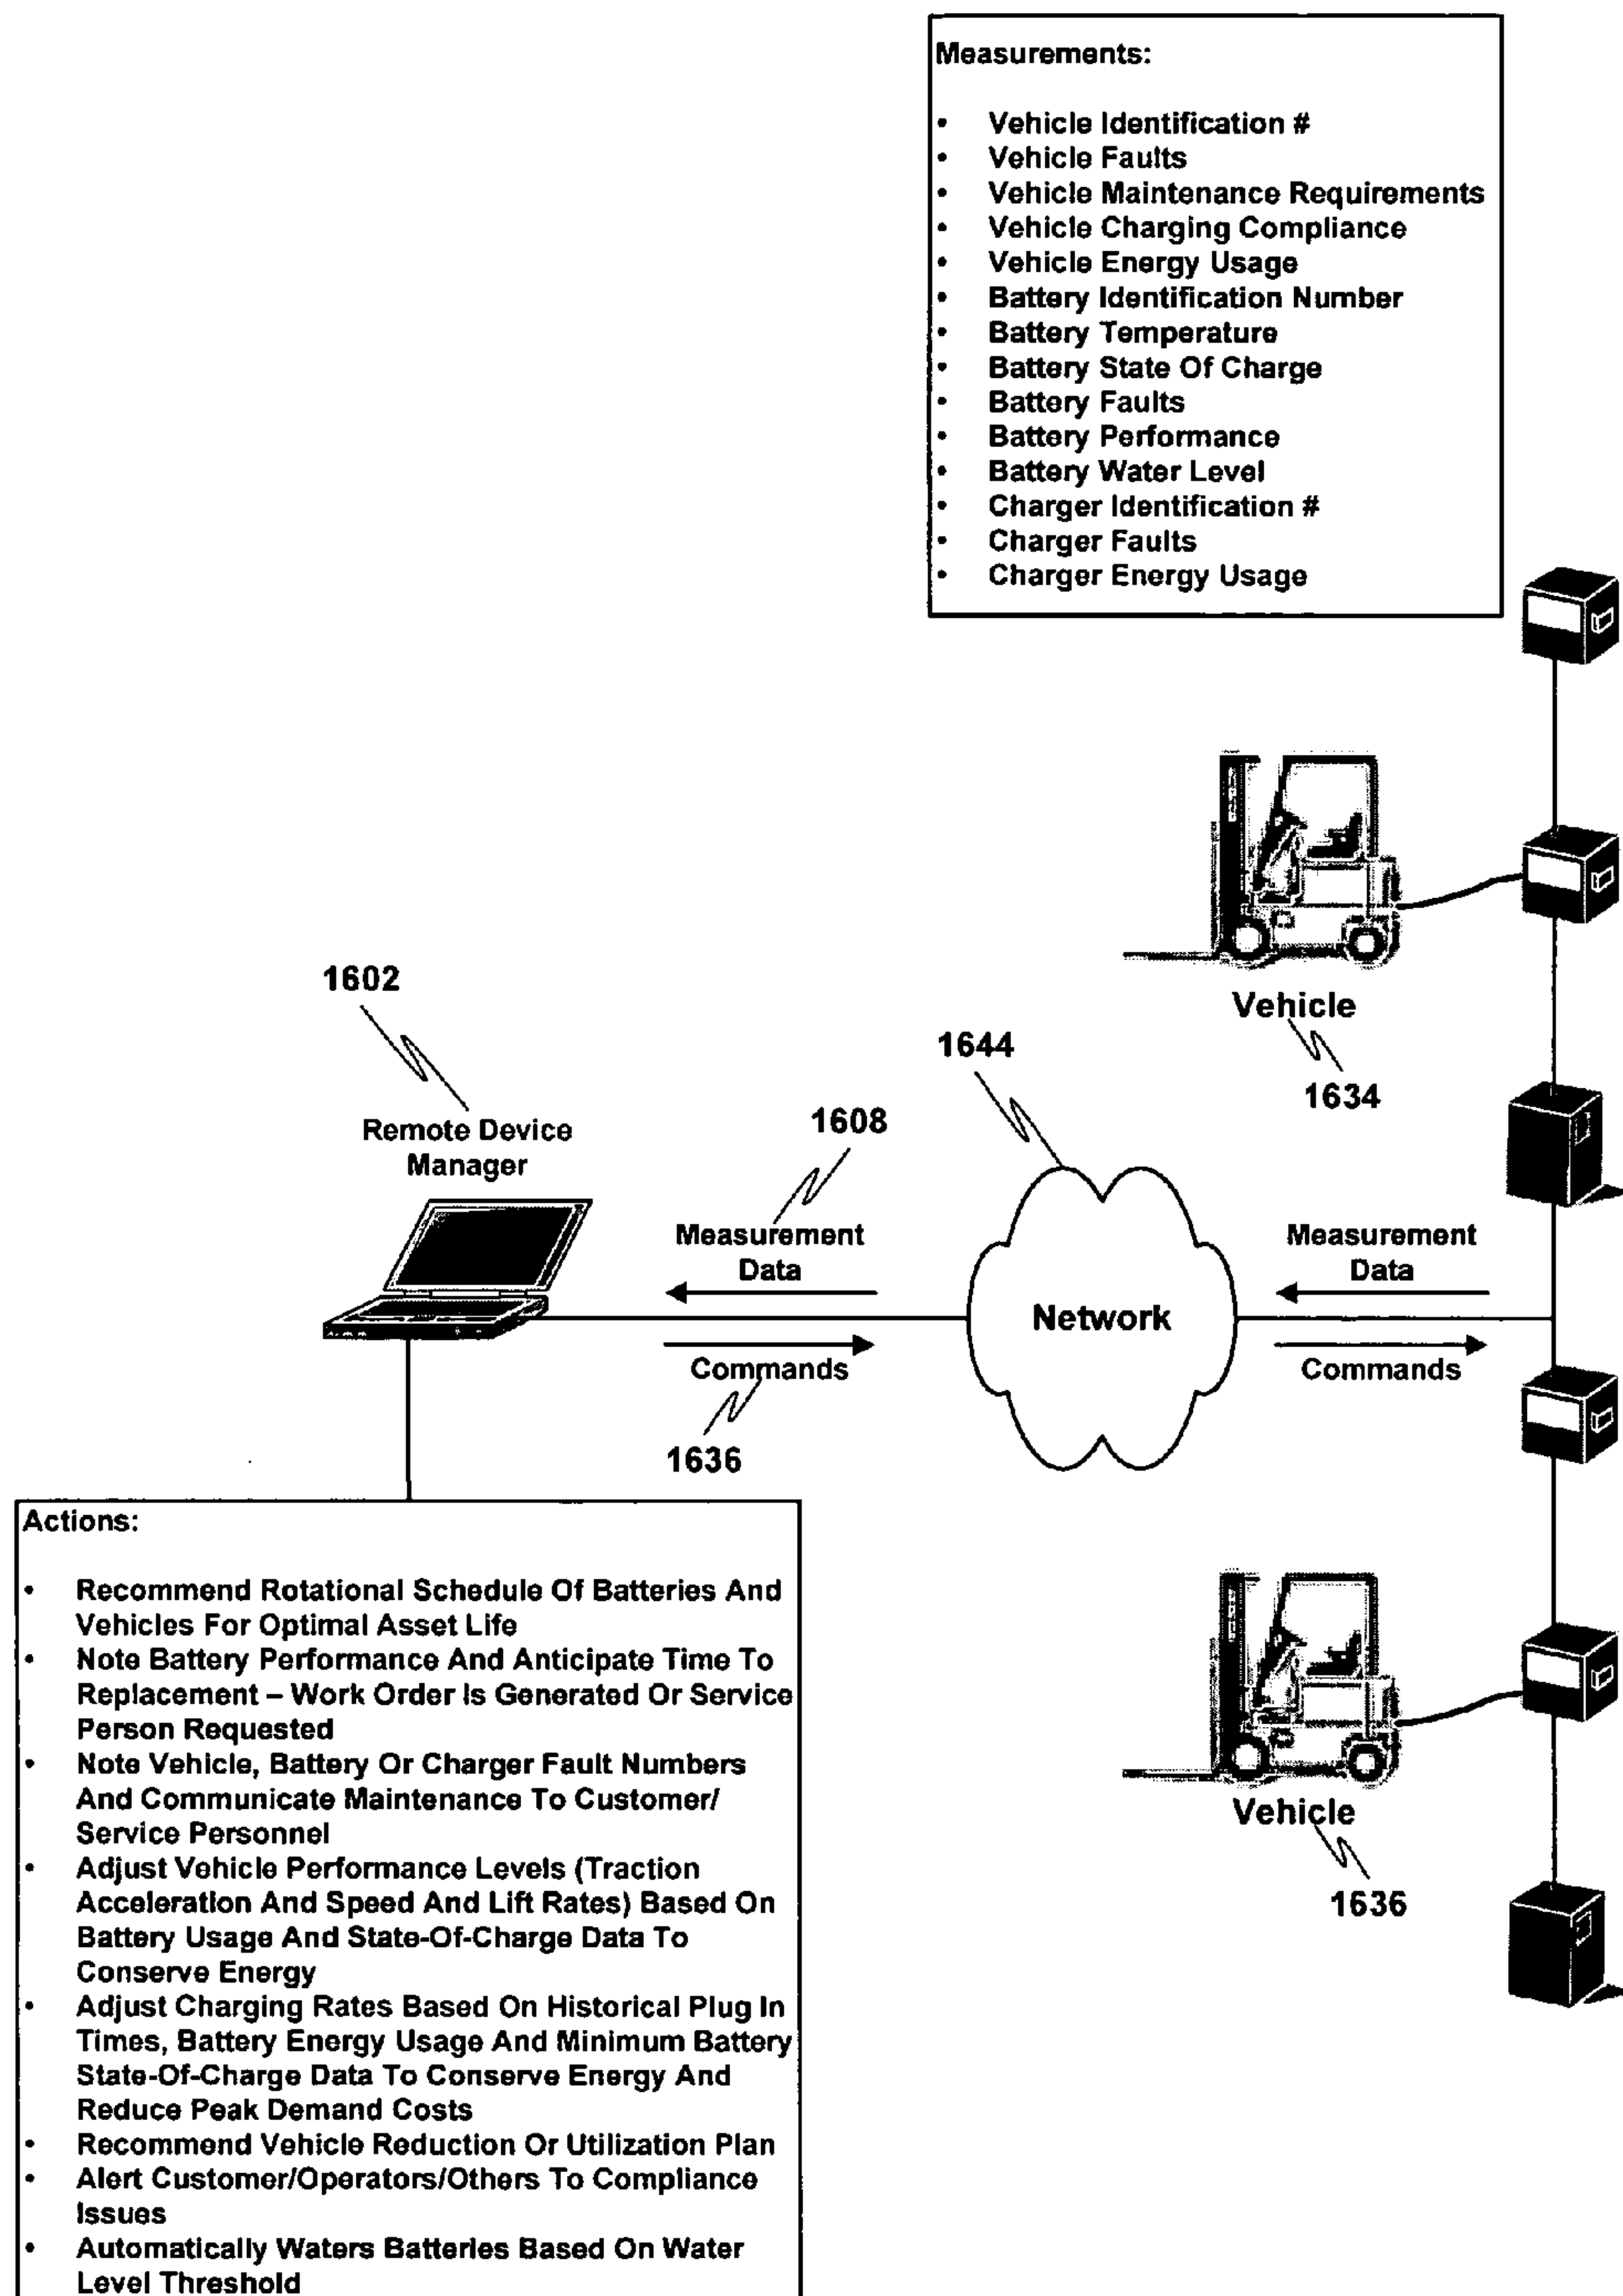 Measurements:
• Vehicle Identification #
• Vehicle Faults
• Vehicle Maintenance Requirements
• Vehicle Charging Compliance
• Vehicle Energy Usage
• Battery Identification Number
• Battery Temperature
• Battery State Of Charge
• Battery Faults
• Battery Performance
• Battery Water Level
• Charger Identification #
• Charger Faults
• Charger Energy Usage
Vehicle
1634
1602
Remote Device
Manager
1608
Measurement
Data
Commands
1636
1644
Network
Measurement
Data
Commands
Vehicle
1636
Actions:
• Recommend Rotational Schedule Of Batteries And
Vehicles For Optimal Asset Life
• Note Battery Performance And Anticipate Time To
Replacement – Work Order Is Generated Or Service
Person Requested
• Note Vehicle, Battery Or Charger Fault Numbers
And Communicate Maintenance To Customer/
Service Personnel
• Adjust Vehicle Performance Levels (Traction
Acceleration And Speed And Lift Rates) Based On
Battery Usage And State-Of-Charge Data To
Conserve Energy
• Adjust Charging Rates Based On Historical Plug In
Times, Battery Energy Usage And Minimum Battery
State-Of-Charge Data To Conserve Energy And
Reduce Peak Demand Costs
• Recommend Vehicle Reduction Or Utilization Plan
• Alert Customer/Operators/Others To Compliance
Issues
• Automatically Waters Batteries Based On Water
Level Threshold